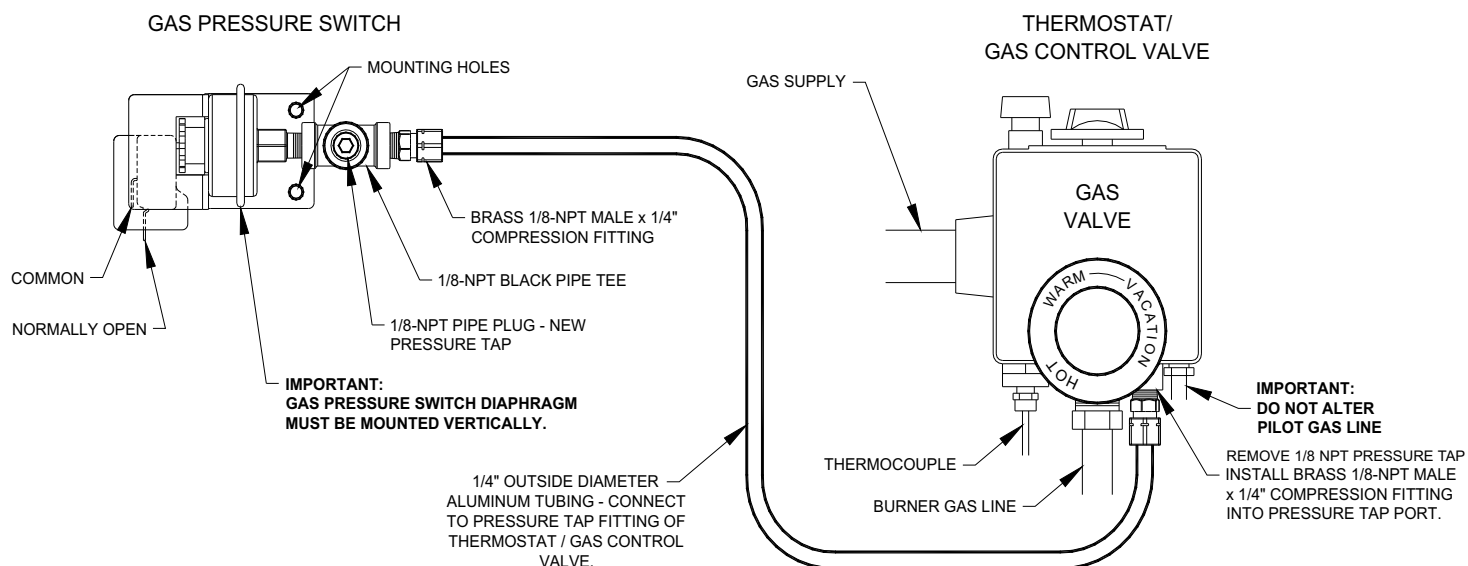 GAS PRESSURE SWITCH
MOUNTING HOLES
BRASS 1/8-NPT MALE x 1/4"
COMPRESSION FITTING
1/8-NPT BLACK PIPE TEE
1/8-NPT PIPE PLUG - NEW
PRESSURE TAP
COMMON
NORMALLY OPEN
IMPORTANT:
GAS PRESSURE SWITCH DIAPHRAGM
MUST BE MOUNTED VERTICALLY.
1/4" OUTSIDE DIAMETER
ALUMINUM TUBING - CONNECT
TO PRESSURE TAP FITTING OF
THERMOSTAT / GAS CONTROL
VALVE.
THERMOSTAT/
GAS CONTROL VALVE
GAS SUPPLY
GAS
VALVE
WARM
VACATION
HOT
THERMOCOUPLE
BURNER GAS LINE
IMPORTANT:
DO NOT ALTER
PILOT GAS LINE
REMOVE 1/8 NPT PRESSURE TAP
INSTALL BRASS 1/8-NPT MALE
x 1/4" COMPRESSION FITTING
INTO PRESSURE TAP PORT.